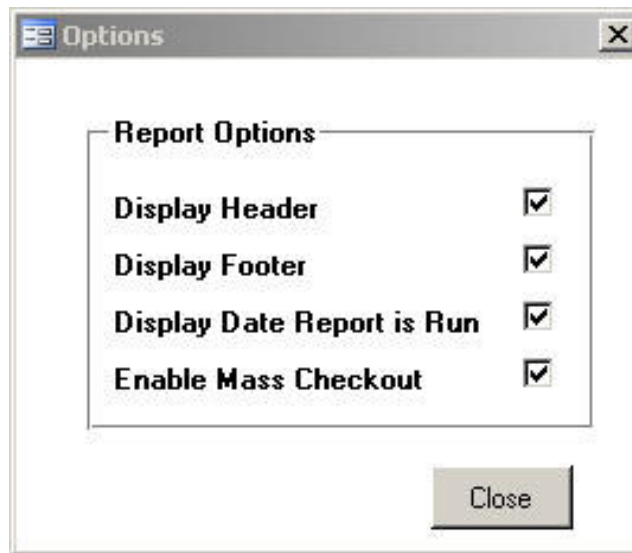 Options
Report Options
Display Header
Display Footer
Display Date Report is Run
Enable Mass Checkout
Close